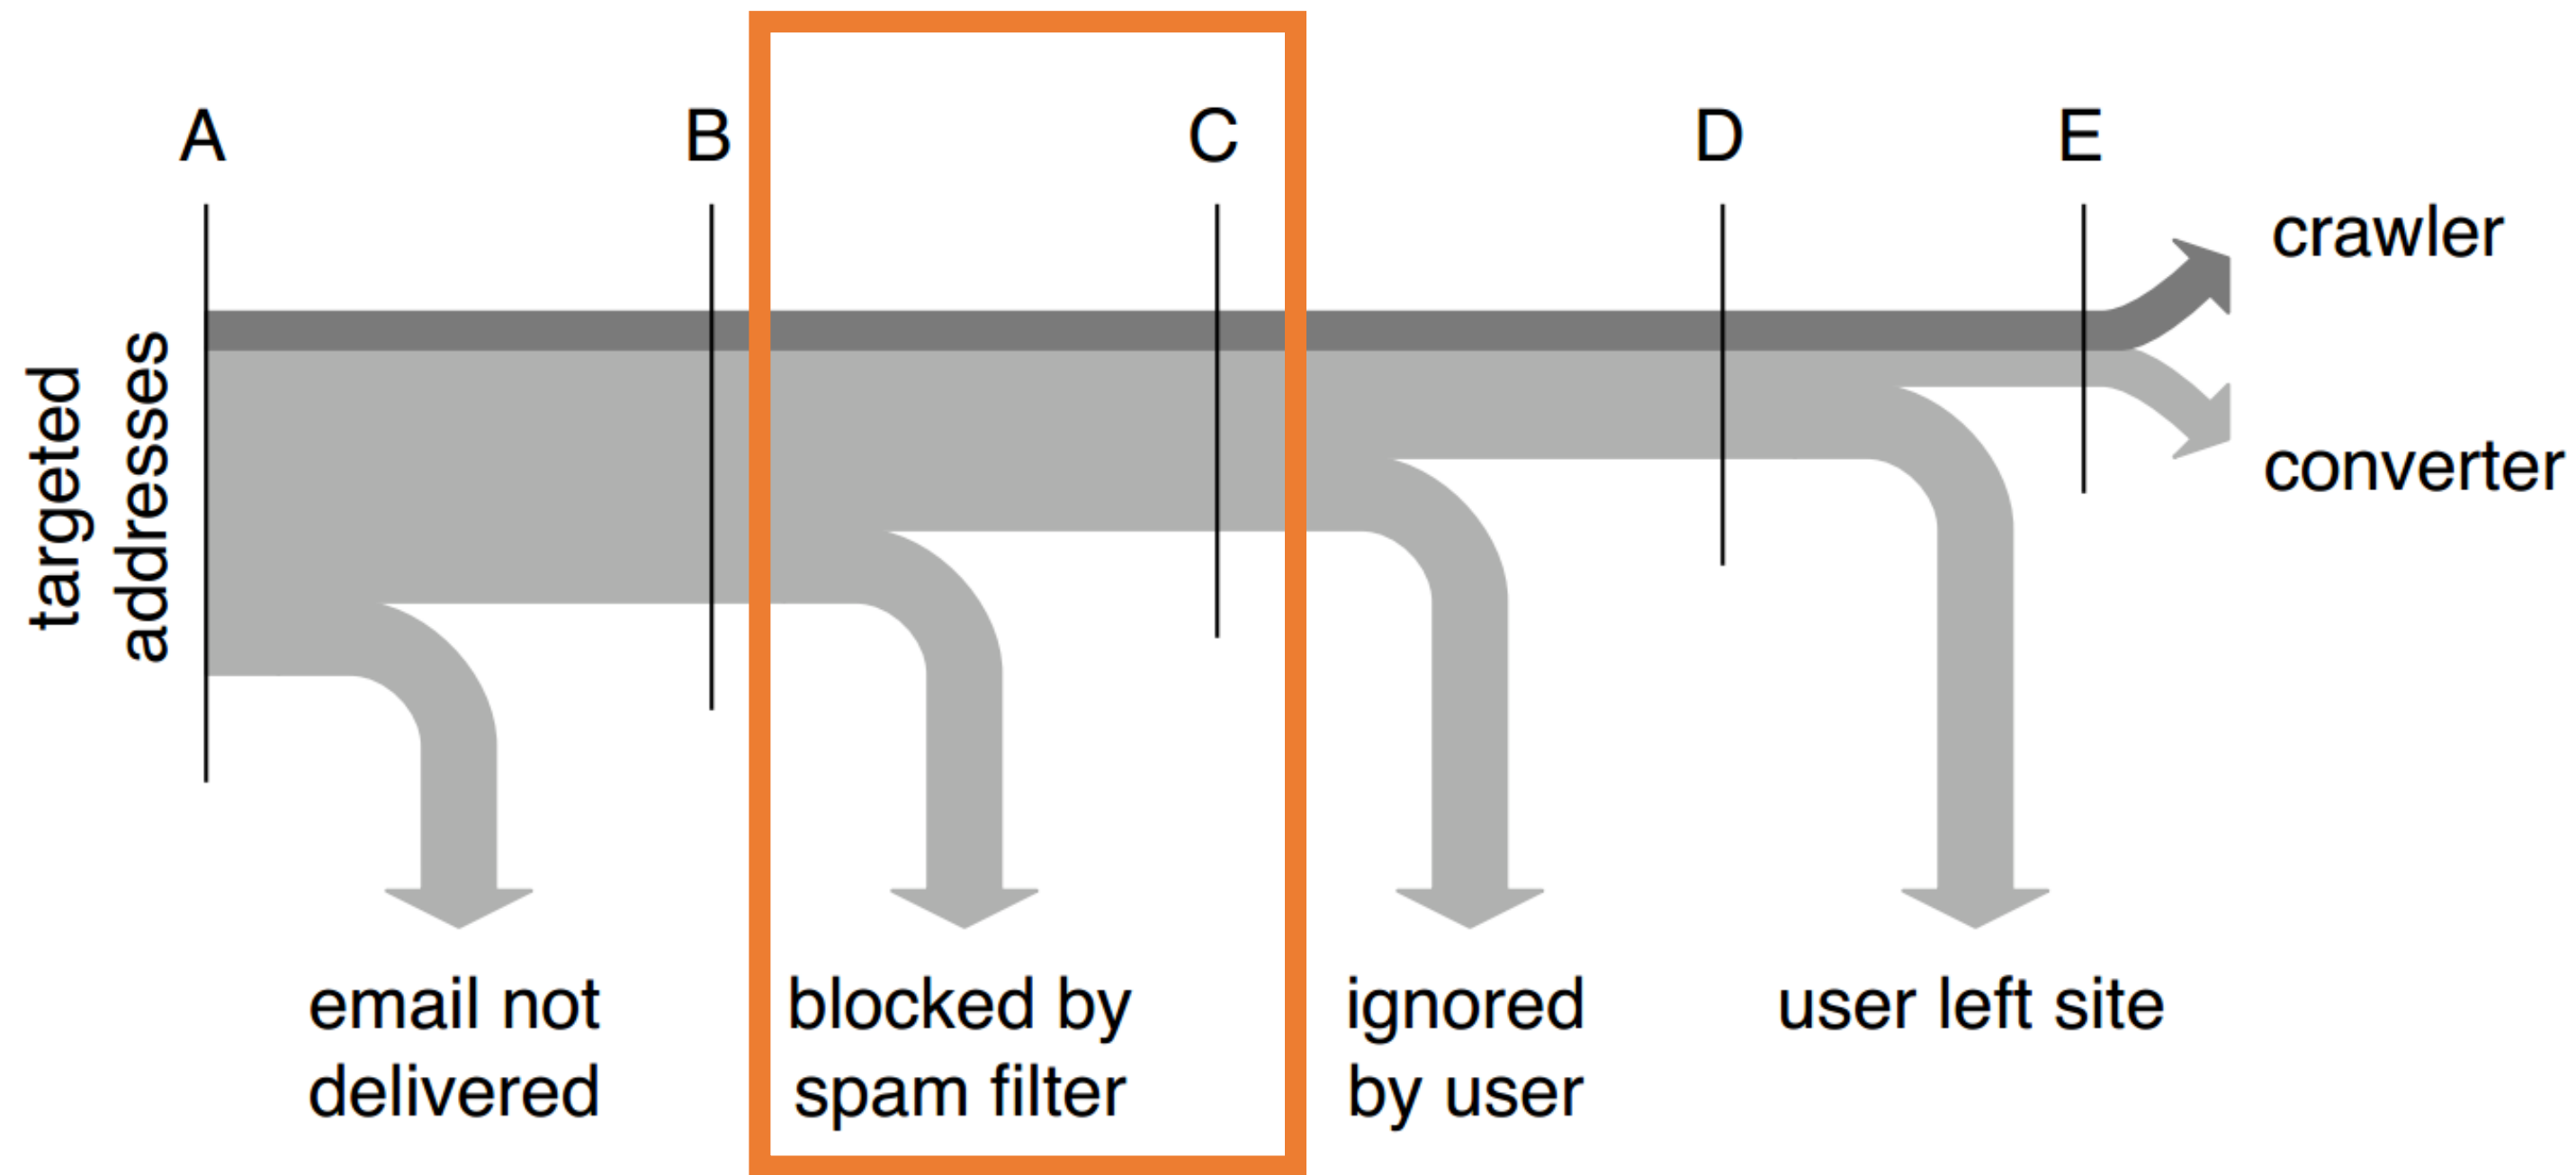 A
B
C
D
E
targeted
addresses
crawler
converter
email not
delivered
blocked by
spam filter
ignored
by user
user left site